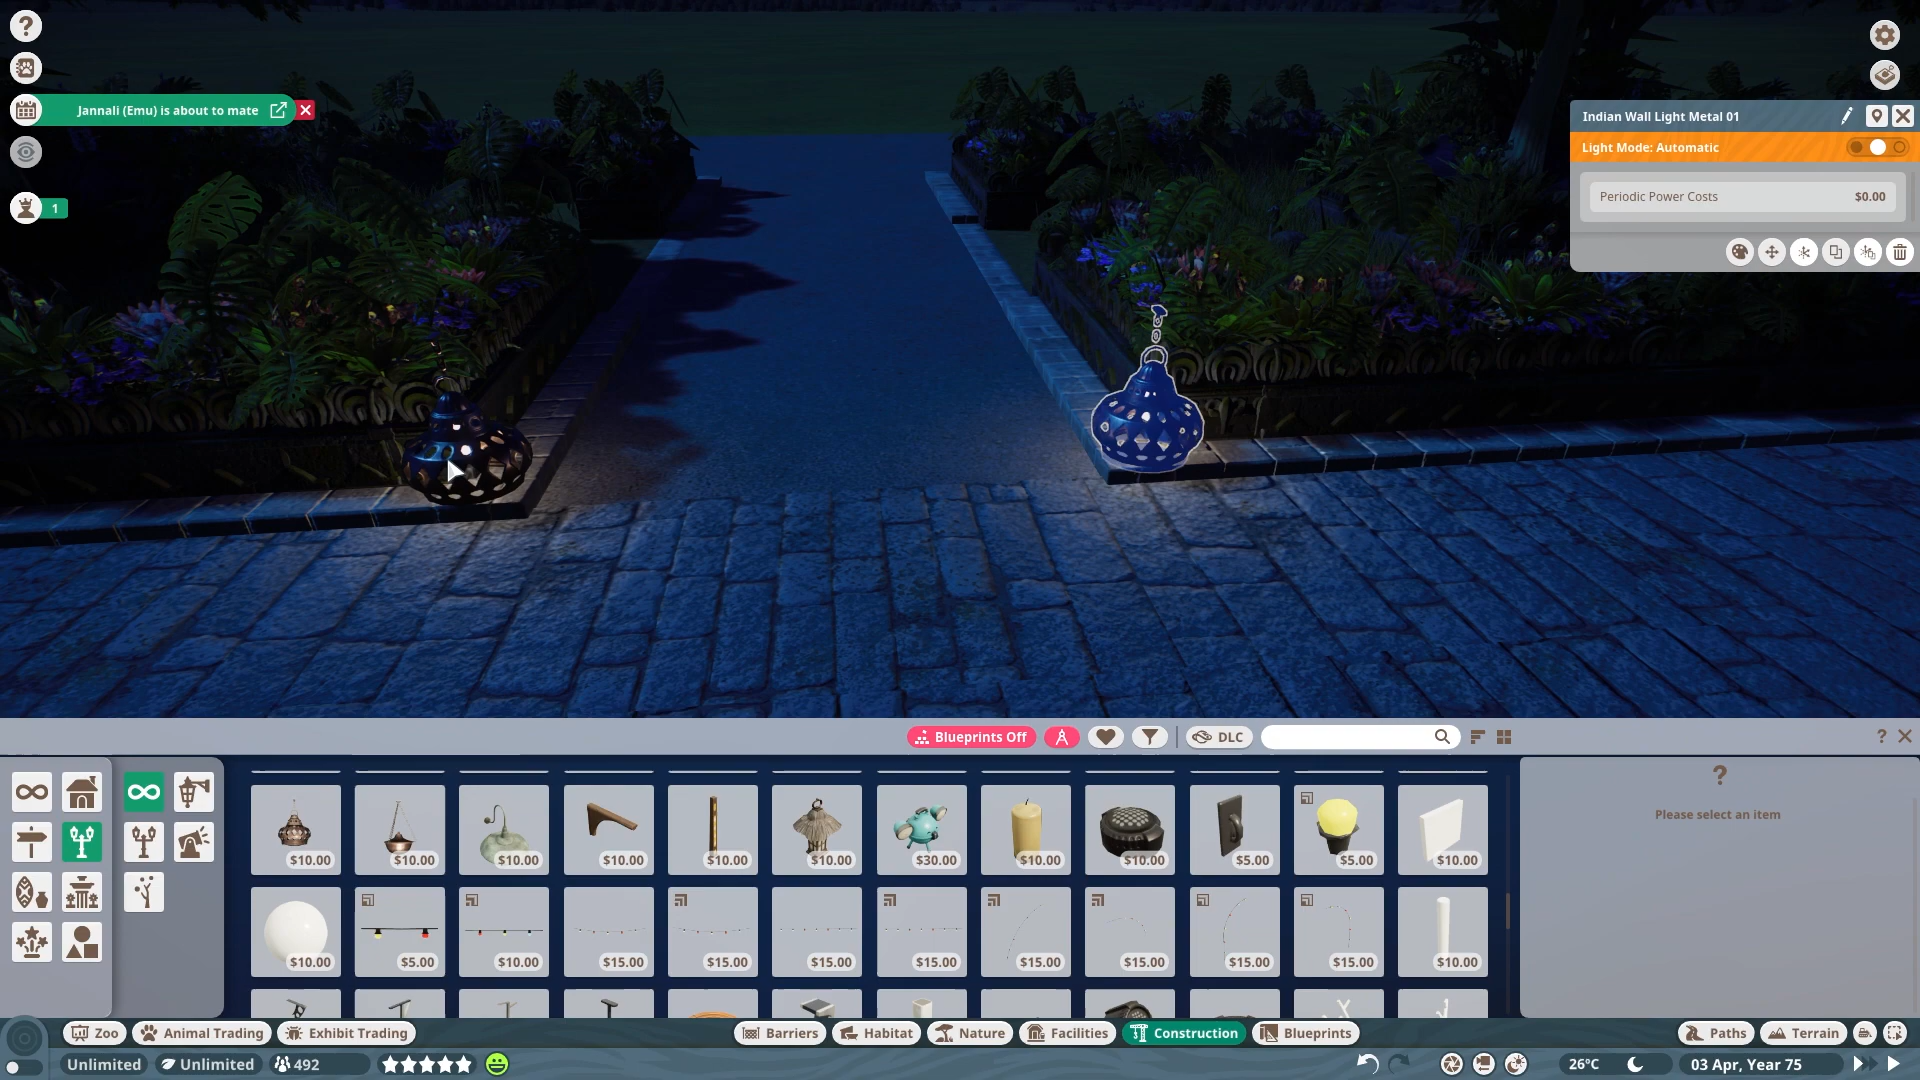 Jannali (Emu) is about to mate
1
Indian Wall Light Metal 01
Light Mode: Automatic
Periodic Power Costs $0.00
Blueprints Off
DLC
?
?
Please select an item
$10.00 $10.00 $10.00 $10.00 $10.00 $10.00 $30.00 $10.00 $10.00 $5.00 $5.00 $10.00
$10.00 $5.00 $10.00 $15.00 $15.00 $15.00 $15.00 $15.00 $15.00 $15.00 $15.00 $10.00
Zoo Animal Trading Exhibit Trading Barriers Habitat Nature Facilities Construction Blueprints Paths Terrain
Unlimited Unlimited 492 26°C 03 Apr, Year 75